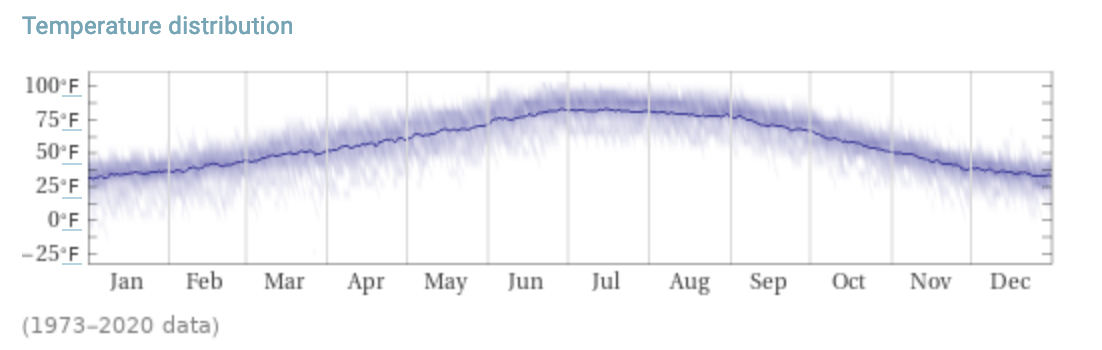 Temperature distribution
100°F
75°F
50°F
25°F
0°F
−25°F
Jan Feb Mar Apr May Jun Jul Aug Sep Oct Nov Dec
(1973–2020 data)